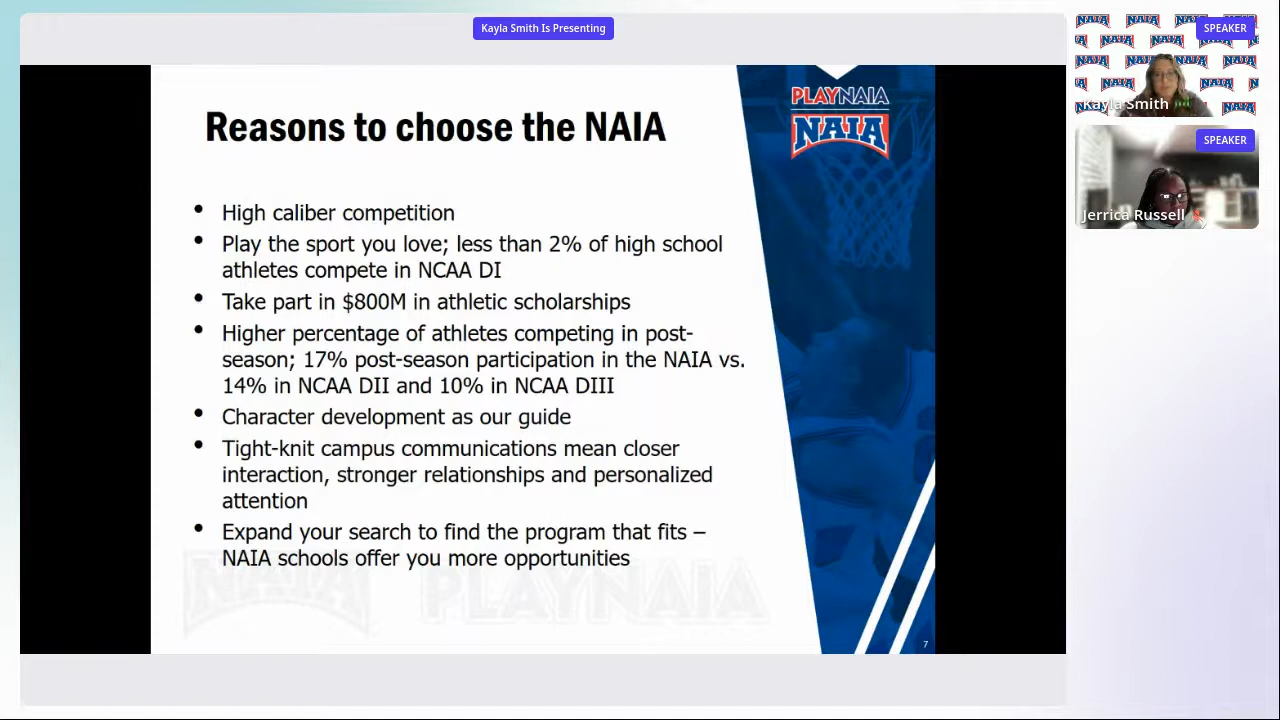 Kayla Smith Is Presenting
Reasons to choose the NAIA
• High caliber competition
• Play the sport you love; less than 2% of high school
athletes compete in NCAA DI
• Take part in $800M in athletic scholarships
• Higher percentage of athletes competing in post-
season; 17% post-season participation in the NAIA vs.
14% in NCAA DII and 10% in NCAA DIII
• Character development as our guide
• Tight-knit campus communications mean closer
interaction, stronger relationships and personalized
attention
• Expand your search to find the program that fits –
NAIA schools offer you more opportunities
NAIA PLAYNAIA
PLAYNAIA
NAIA
7
SPEAKER
Kayla Smith
SPEAKER
Jerrica Russell